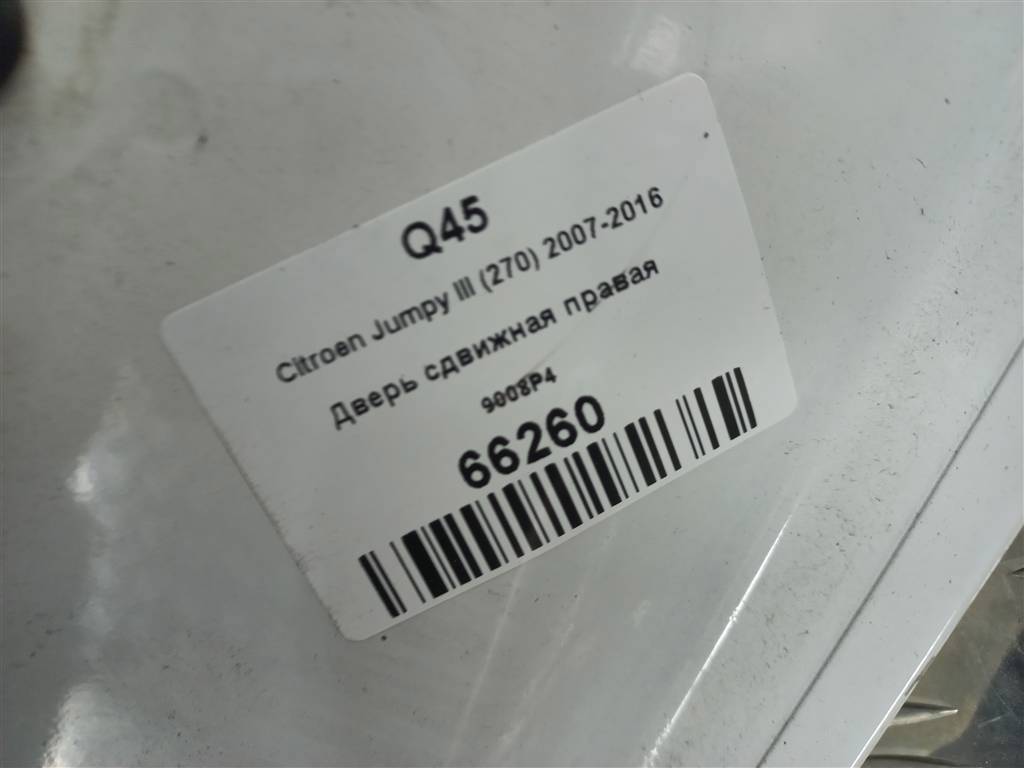 Q45
Citroen Jumpy III (270) 2007-2016
Дверь сдвижная правая
9008P4
66260